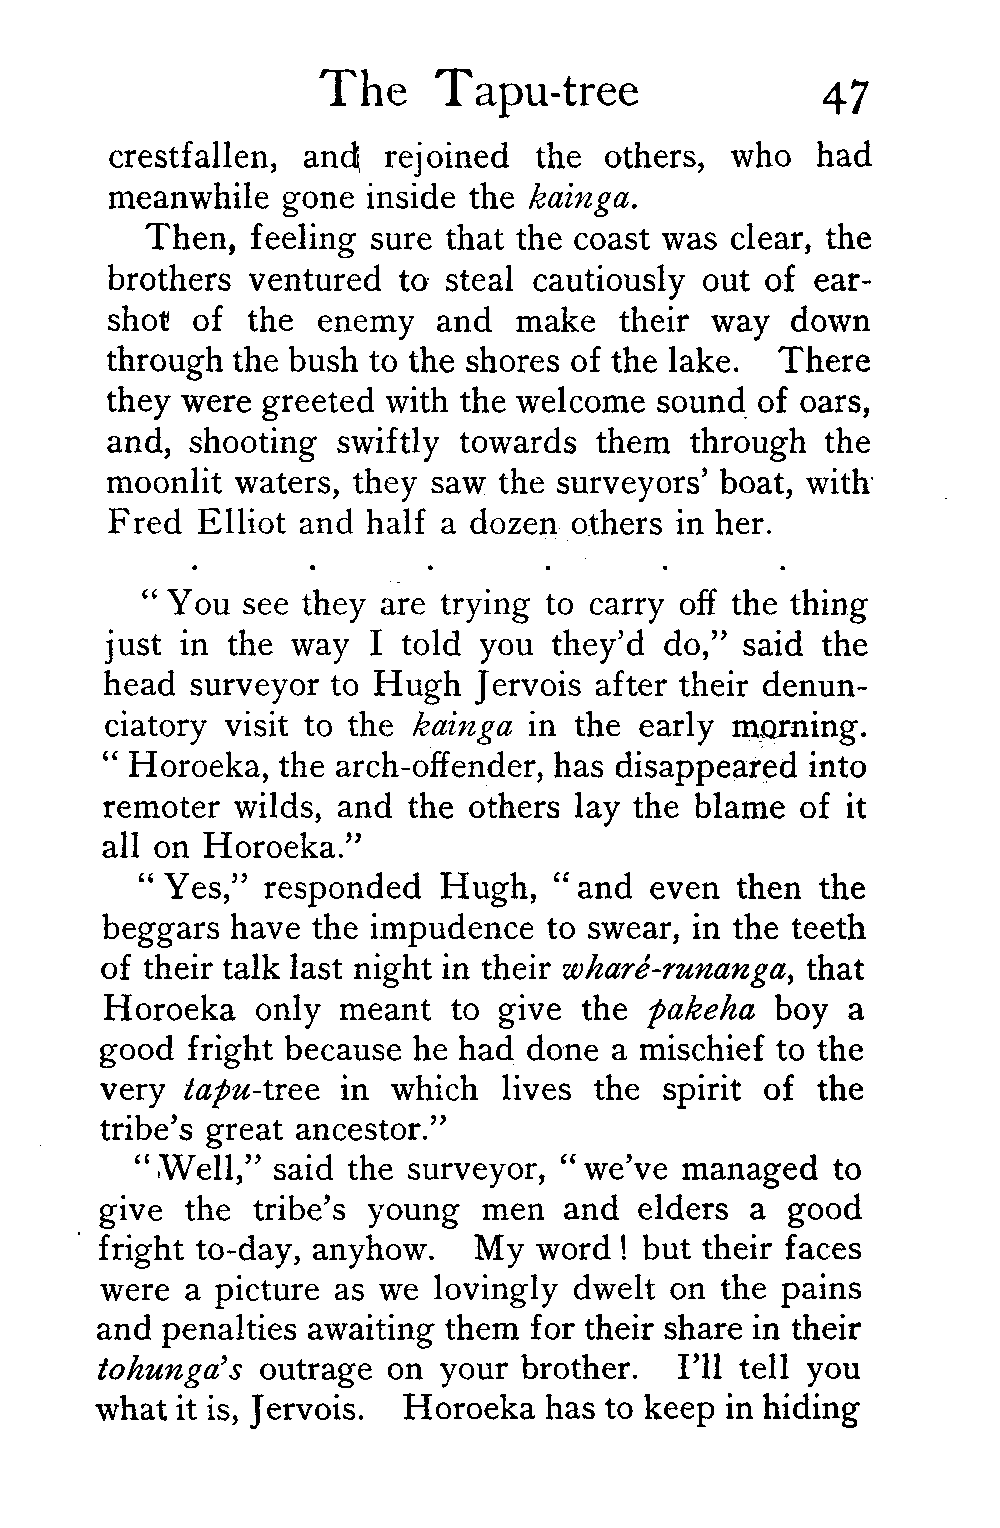 The Tapu-tree 47
crestfallen, and rejoined the others, who had
meanwhile gone inside the kainga.
Then, feeling sure that the coast was clear, the
brothers ventured to steal cautiously out of ear-
shot of the enemy and make their way down
through the bush to the shores of the lake. There
they were greeted with the welcome sound of oars,
and, shooting swiftly towards them through the
moonlit waters, they saw the surveyors' boat, with
Fred Elliot and half a dozen others in her.
. . . . . .
"You see they are trying to carry off the thing
just in the way I told you they'd do," said the
head surveyor to Hugh Jervois after their denun-
ciatory visit to the kainga in the early morning.
"Horoeka, the arch-offender, has disappeared into
remoter wilds, and the others lay the blame of it
all on Horoeka."
"Yes," responded Hugh, "and even then the
beggars have the impudence to swear, in the teeth
of their talk last night in their wharé-runanga, that
Horoeka only meant to give the pakeha boy a
good fright because he had done a mischief to the
very tapu-tree in which lives the spirit of the
tribe's great ancestor."
"Well," said the surveyor, "we've managed to
give the tribe's young men and elders a good
fright to-day, anyhow. My word! but their faces
were a picture as we lovingly dwelt on the pains
and penalties awaiting them for their share in their
tohunga's outrage on your brother. I'll tell you
what it is, Jervois. Horoeka has to keep in hiding